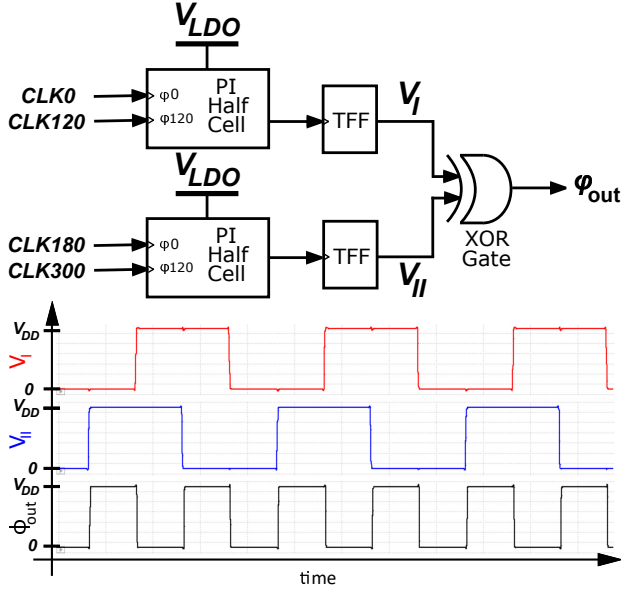 VLDO
CLK0
CLK120
φ0
φ120
PI
Half
Cell
TFF
VI
VLDO
CLK180
CLK300
φ0
φ120
PI
Half
Cell
TFF
VII
XOR
Gate
φout
VDD
VI
0
VDD
VII
0
VDD
ϕout
0
time